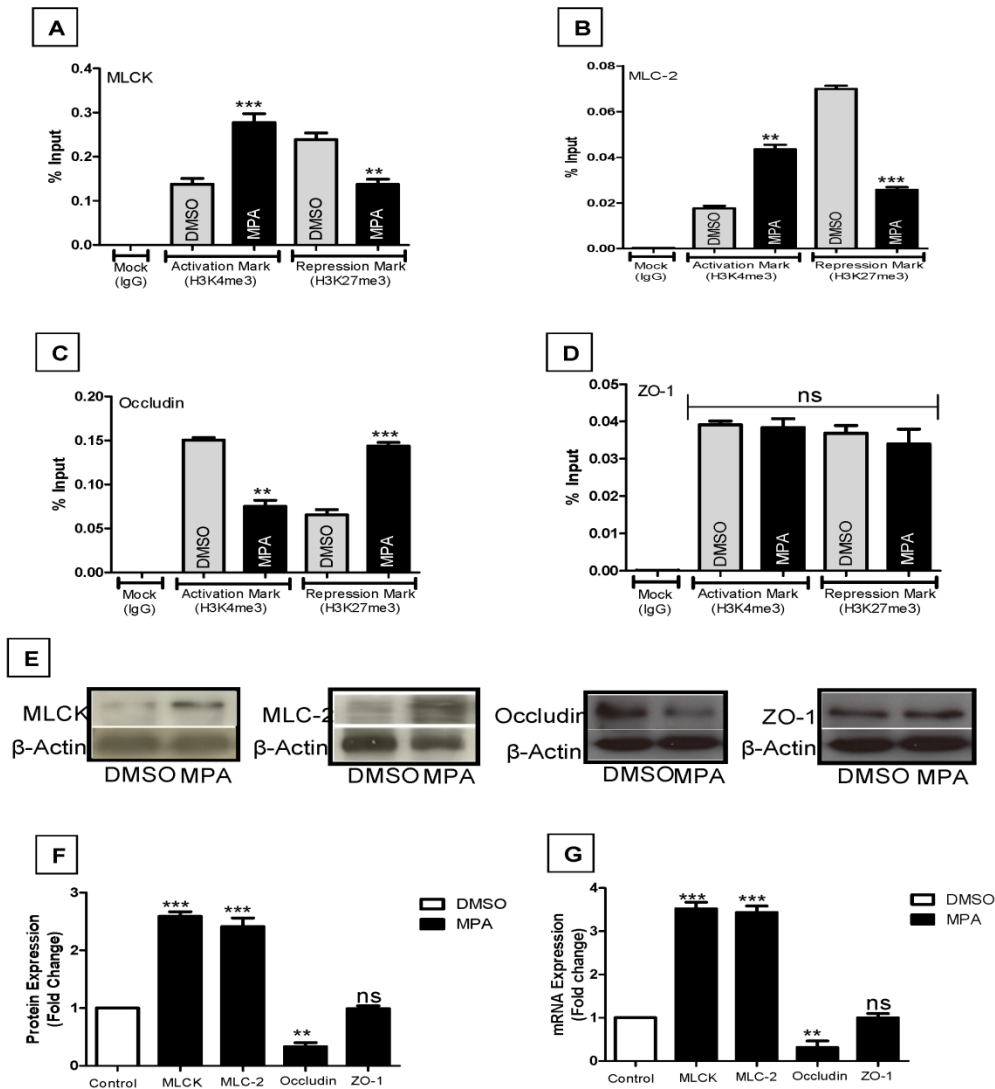 A
MLCK
0.4
0.3
0.2
0.1
0.0
% Input
***
**
DMSO
MPA
DMSO
MPA
Mock
(IgG)
Activation Mark
(H3K4me3)
Repression Mark
(H3K27me3)
B
MLC-2
0.08
0.06
0.04
0.02
0.00
% Input
**
***
DMSO
MPA
DMSO
MPA
Mock
(IgG)
Activation Mark
(H3K4me3)
Repression Mark
(H3K27me3)
C
Occludin
0.20
0.15
0.10
0.05
0.00
% Input
**
***
DMSO
MPA
DMSO
MPA
Mock
(IgG)
Activation Mark
(H3K4me3)
Repression Mark
(H3K27me3)
D
ZO-1
ns
0.05
0.04
0.03
0.02
0.01
0.00
% Input
DMSO
MPA
DMSO
MPA
Mock
(IgG)
Activation Mark
(H3K4me3)
Repression Mark
(H3K27me3)
E
MLCK
β-Actin
DMSO MPA
MLC-2
β-Actin
DMSO MPA
Occludin
β-Actin
DMSO MPA
ZO-1
β-Actin
DMSO MPA
F
3
2
1
0
Protein Expression
(Fold Change)
***
***
**
ns
DMSO
MPA
Control
MLCK
MLC-2
Occludin
ZO-1
G
4
3
2
1
0
mRNA Expression
(Fold change)
***
***
**
ns
DMSO
MPA
Control
MLCK
MLC-2
Occludin
ZO-1